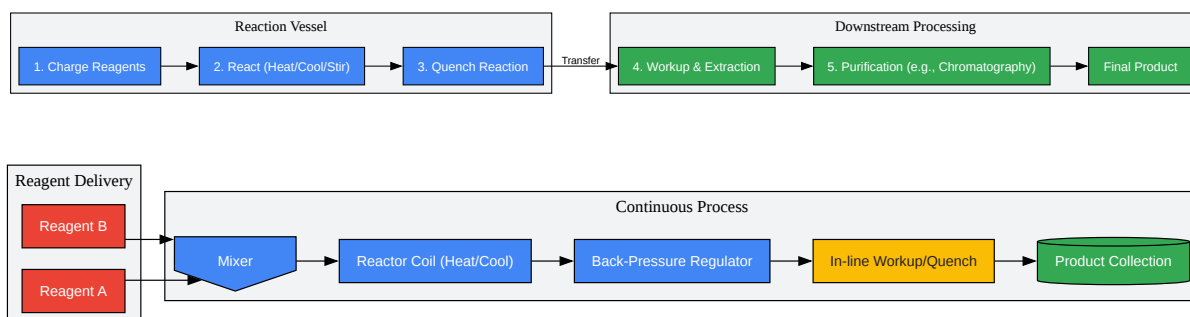 Reaction Vessel
Downstream Processing
1. Charge Reagents
2. React (Heat/Cool/Stir)
3. Quench Reaction
Transfer
4. Workup & Extraction
5. Purification (e.g., Chromatography)
Final Product
Reagent Delivery
Continuous Process
Reagent B
Reagent A
Mixer
Reactor Coil (Heat/Cool)
Back-Pressure Regulator
In-line Workup/Quench
Product Collection